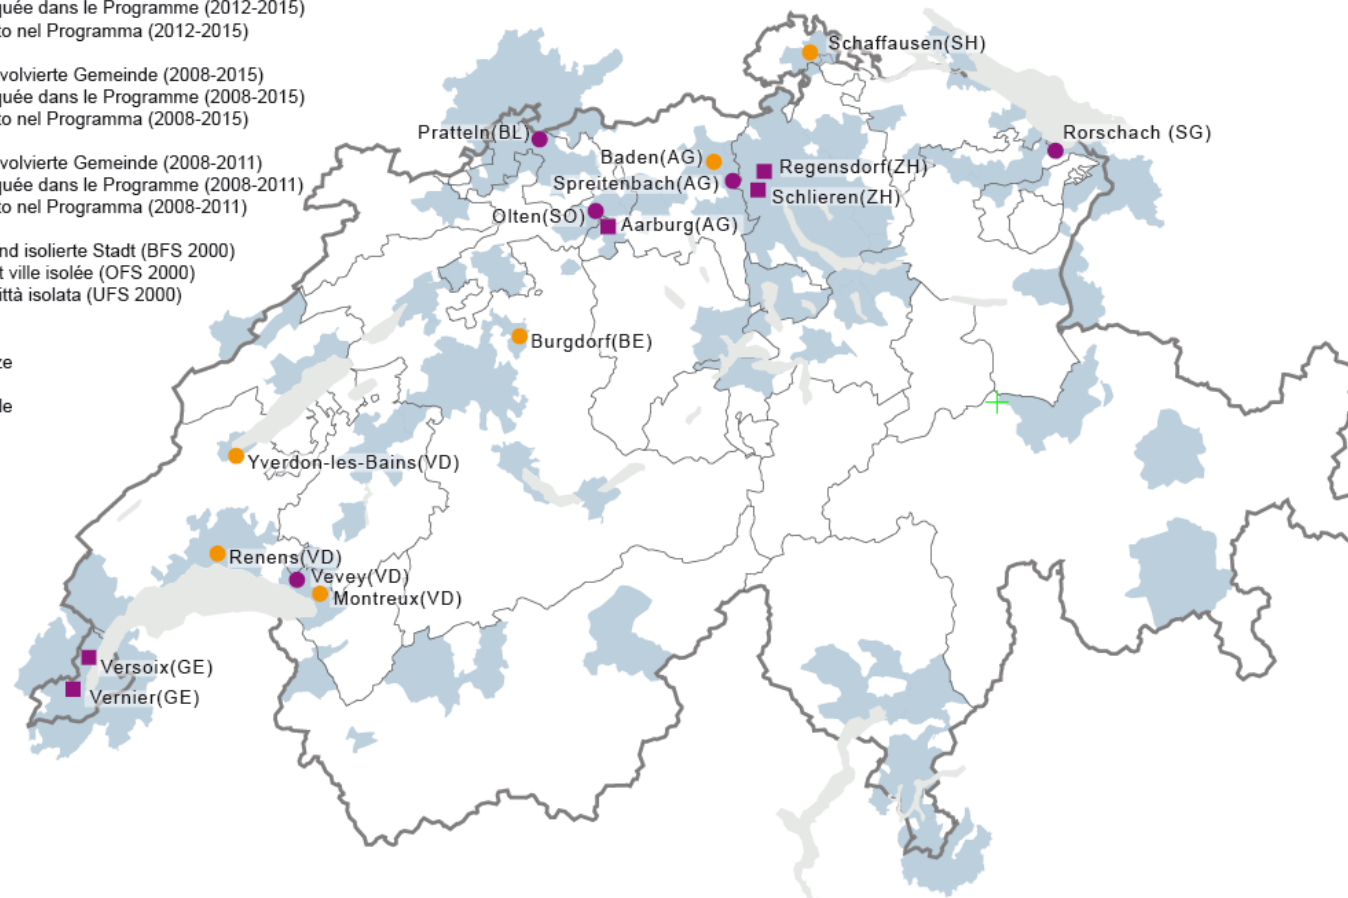 quée dans le Programme (2012-2015)
to nel Programma (2012-2015)
volvierte Gemeinde (2008-2015)
quée dans le Programme (2008-2015)
to nel Programma (2008-2015)
volvierte Gemeinde (2008-2011)
quée dans le Programme (2008-2011)
to nel Programma (2008-2011)
nd isolierte Stadt (BFS 2000)
t ville isolée (OFS 2000)
ittà isolata (UFS 2000)
ze
le
Schaffausen(SH)
Pratteln(BL)
Rorschach (SG)
Baden(AG)
Regensdorf(ZH)
Spreitenbach(AG)
Schlieren(ZH)
Olten(SO)
Aarburg(AG)
Burgdorf(BE)
Yverdon-les-Bains(VD)
Renens(VD)
Vevey(VD)
Montreux(VD)
Versoix(GE)
Vernier(GE)